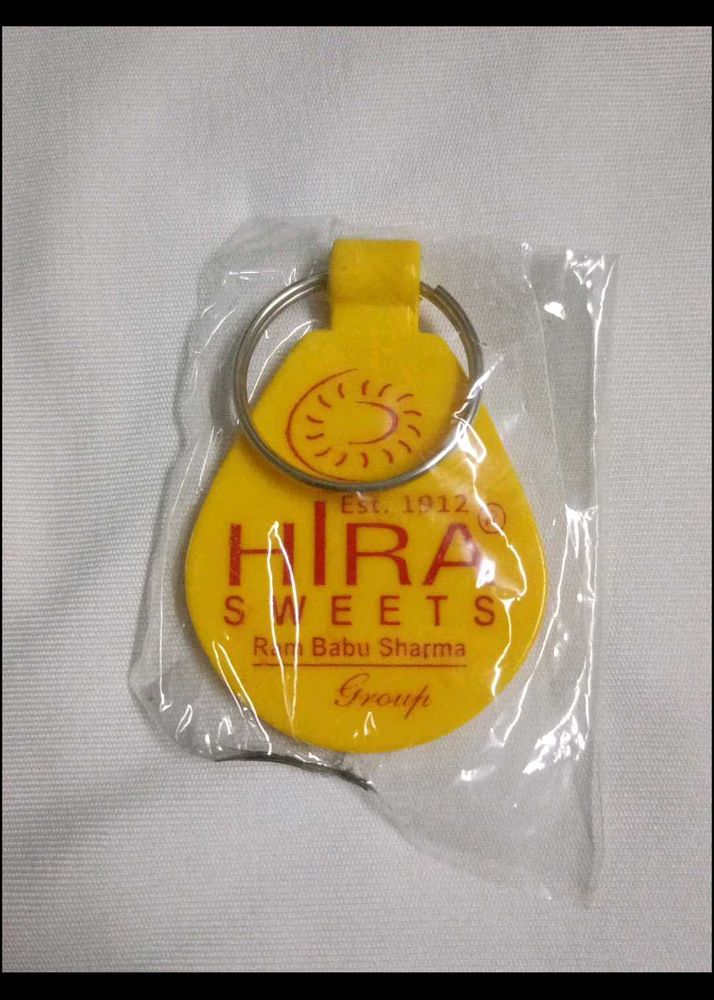 Est. 1912
HIRA®
SWEETS
Ram Babu Sharma
Group